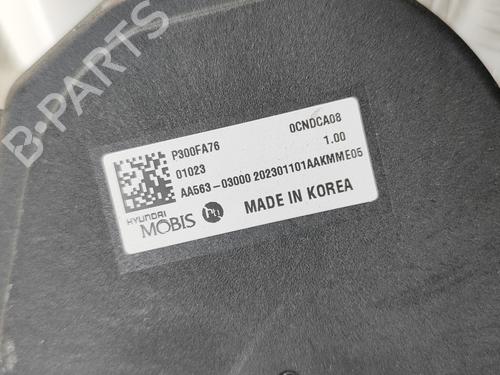 B-PARTS
P300FA76 0CNDCA08
01023 1.00
AA563-03000 202301101AAKMME05
HYUNDAI
MOBIS
MADE IN KOREA